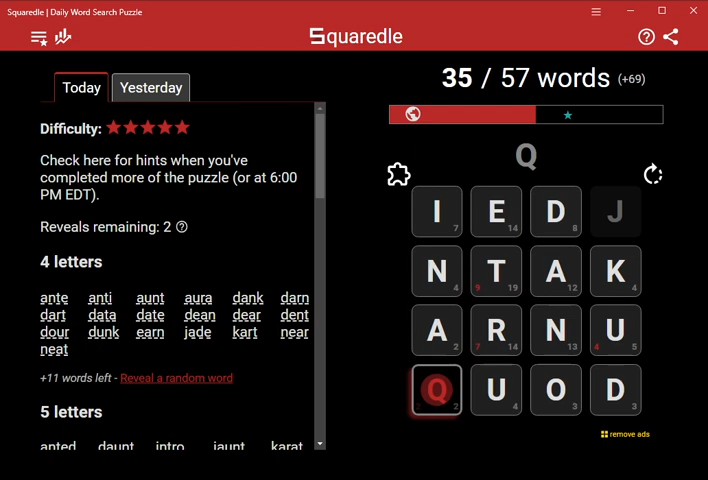 Squaredle | Daily Word Search Puzzle
Squaredle
Today
Yesterday
35 / 57 words (+69)
Difficulty:
Check here for hints when you've
completed more of the puzzle (or at 6:00
PM EDT).
Reveals remaining: 2
4 letters
ante anti aunt aura dank darn
dart data date dean dear dent
dour dunk earn jade kart near
neat
+11 words left - Reveal a random word
5 letters
anted daunt intro jaunt karat
Q
I 7 E 14 D 8 J
N 4 9 T 19 A 12 K 4
A 2 7 R 14 N 13 4 U 5
Q 2 U 4 O 3 D 3
remove ads